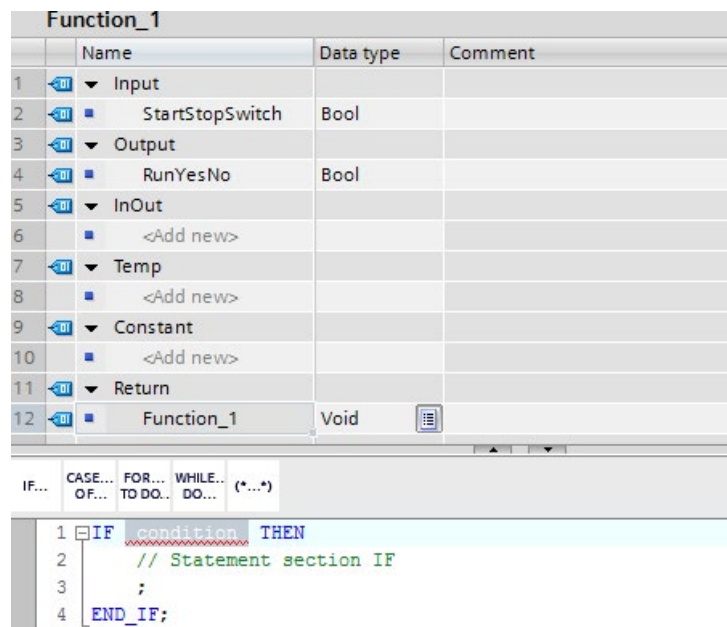 Function_1
Name Data type Comment
1 Input
2 StartStopSwitch Bool
3 Output
4 RunYesNo Bool
5 InOut
6 <Add new>
7 Temp
8 <Add new>
9 Constant
10 <Add new>
11 Return
12 Function_1 Void
IF... CASE... OF... FOR... TO DO.. WHILE.. DO... (*...*)
1 IF _condition_ THEN
2 // Statement section IF
3 ;
4 END_IF;